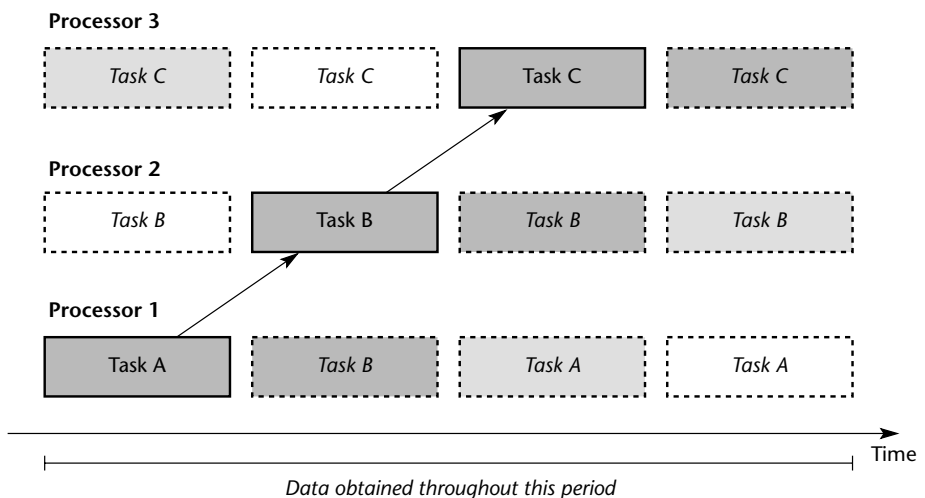 Processor 3
Task C Task C Task C Task C
Processor 2
Task B Task B Task B Task B
Processor 1
Task A Task B Task A Task A
Time
Data obtained throughout this period